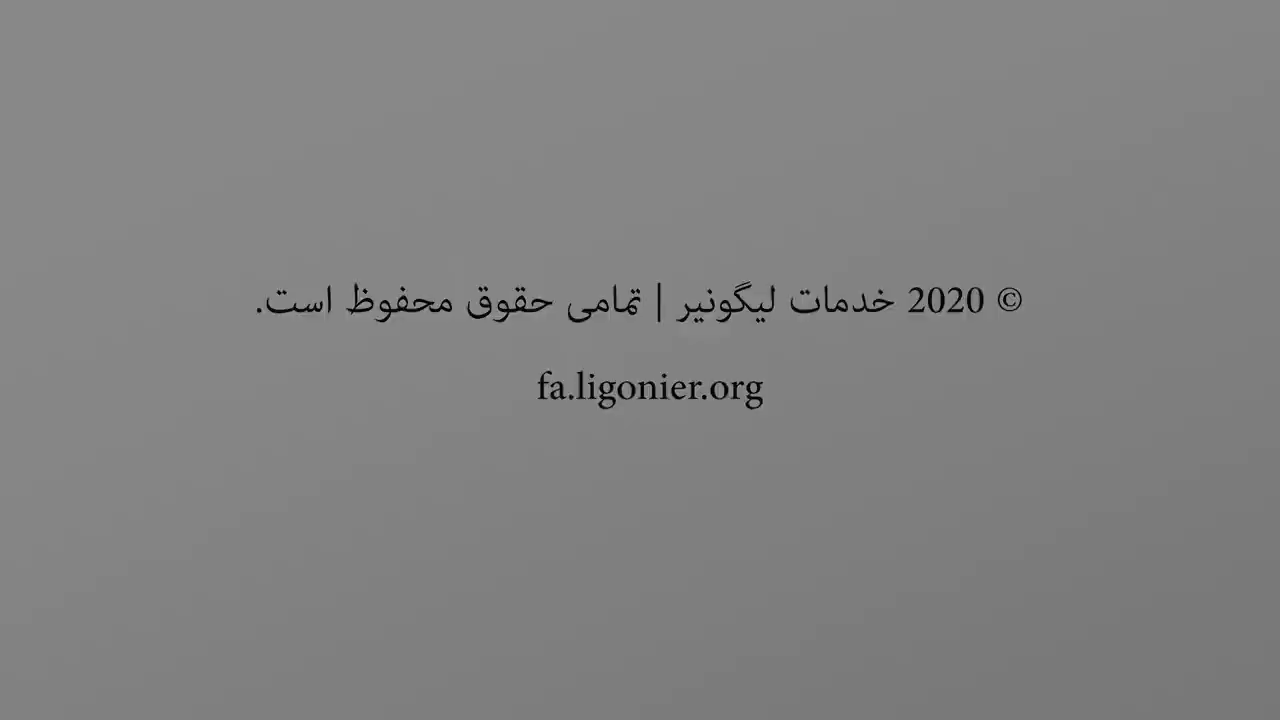 © 2020 خدمات لیگونیر | تمامی حقوق محفوظ است.
fa.ligonier.org